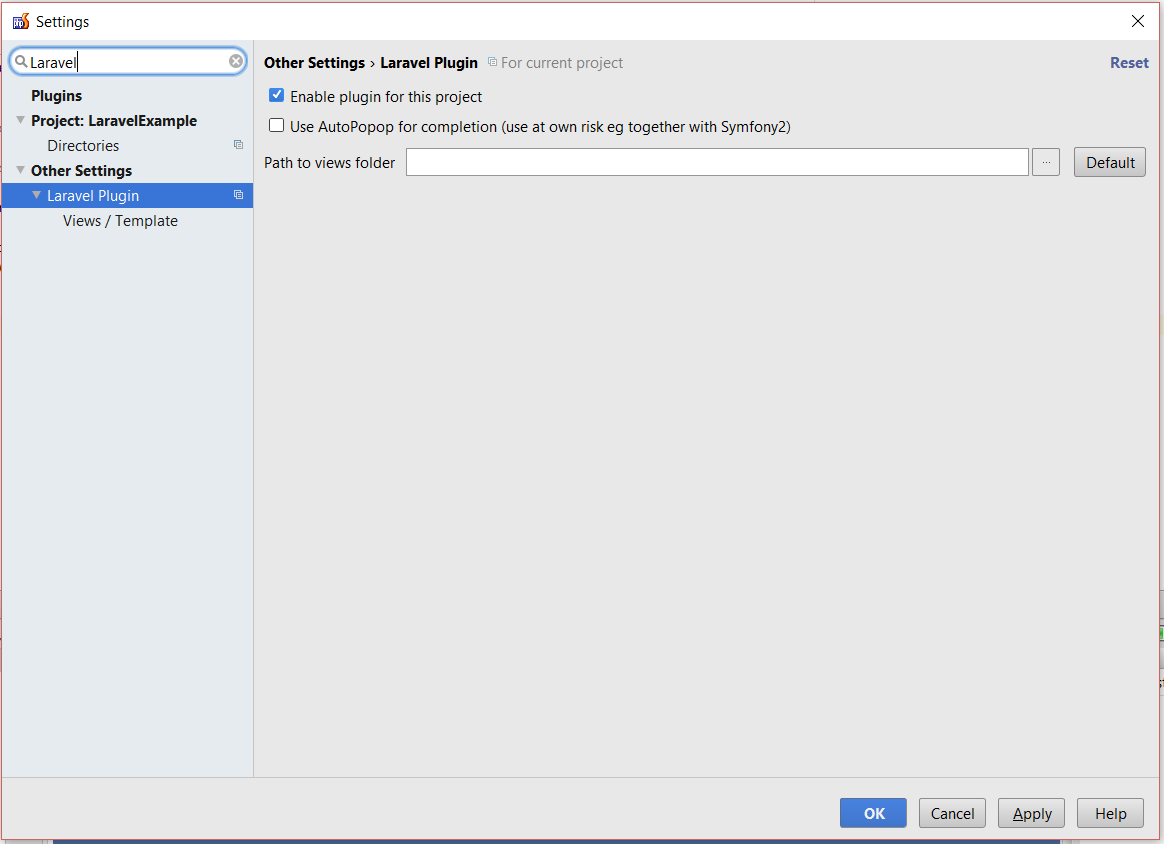 Settings
Laravel
Plugins
Project: LaravelExample
Directories
Other Settings
Laravel Plugin
Views / Template
Other Settings › Laravel Plugin For current project
Reset
Enable plugin for this project
Use AutoPopop for completion (use at own risk eg together with Symfony2)
Path to views folder ... Default
OK Cancel Apply Help